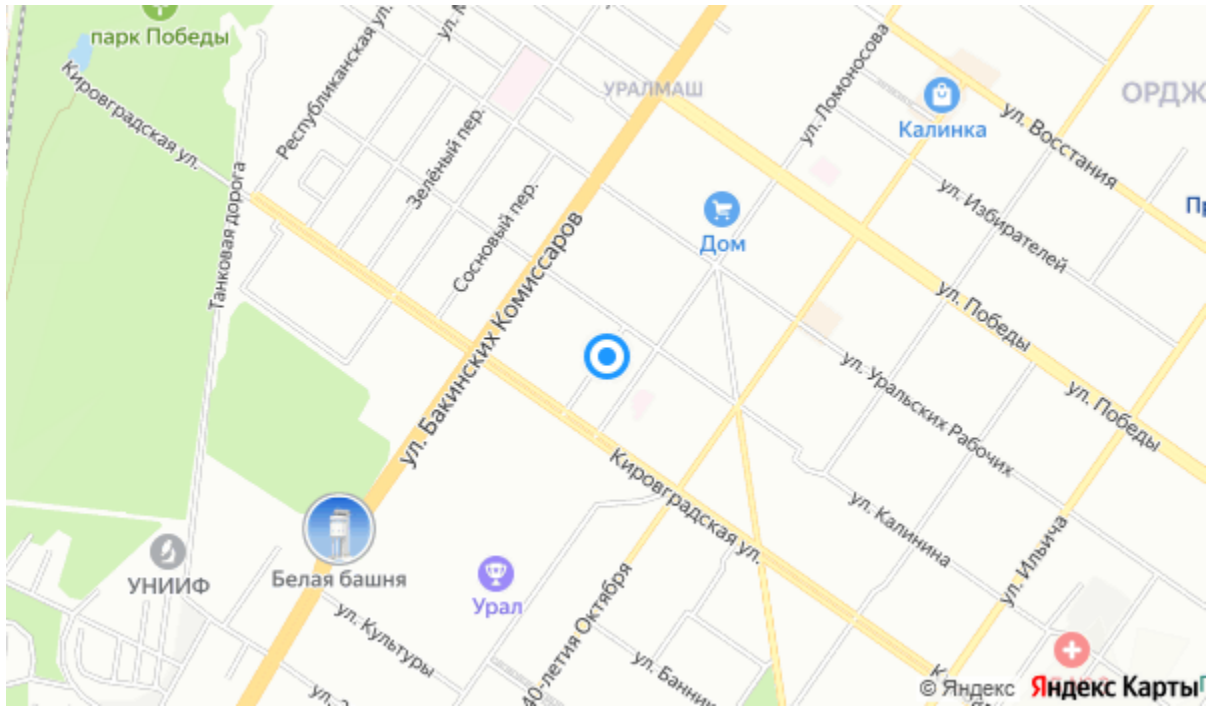 парк Победы
Кировградская ул.
Республиканская ул.
ул. М
Зелёный пер.
Сосновый пер.
Танковая дорога
УРАЛМАШ
ул. Ломоносова
Калинка
ул. Восстания
ОРДЖ
ул. Избирателей
Пр
Дом
ул. Бакинских Комиссаров
ул. Победы
ул. Победы
ул. Уральских Рабочих
Кировградская ул.
ул. Калинина
ул. Ильича
Белая башня
УНИИФ
Урал
ул. Культуры
40-летия Октября
ул. Банник
© Яндекс Яндекс Карты